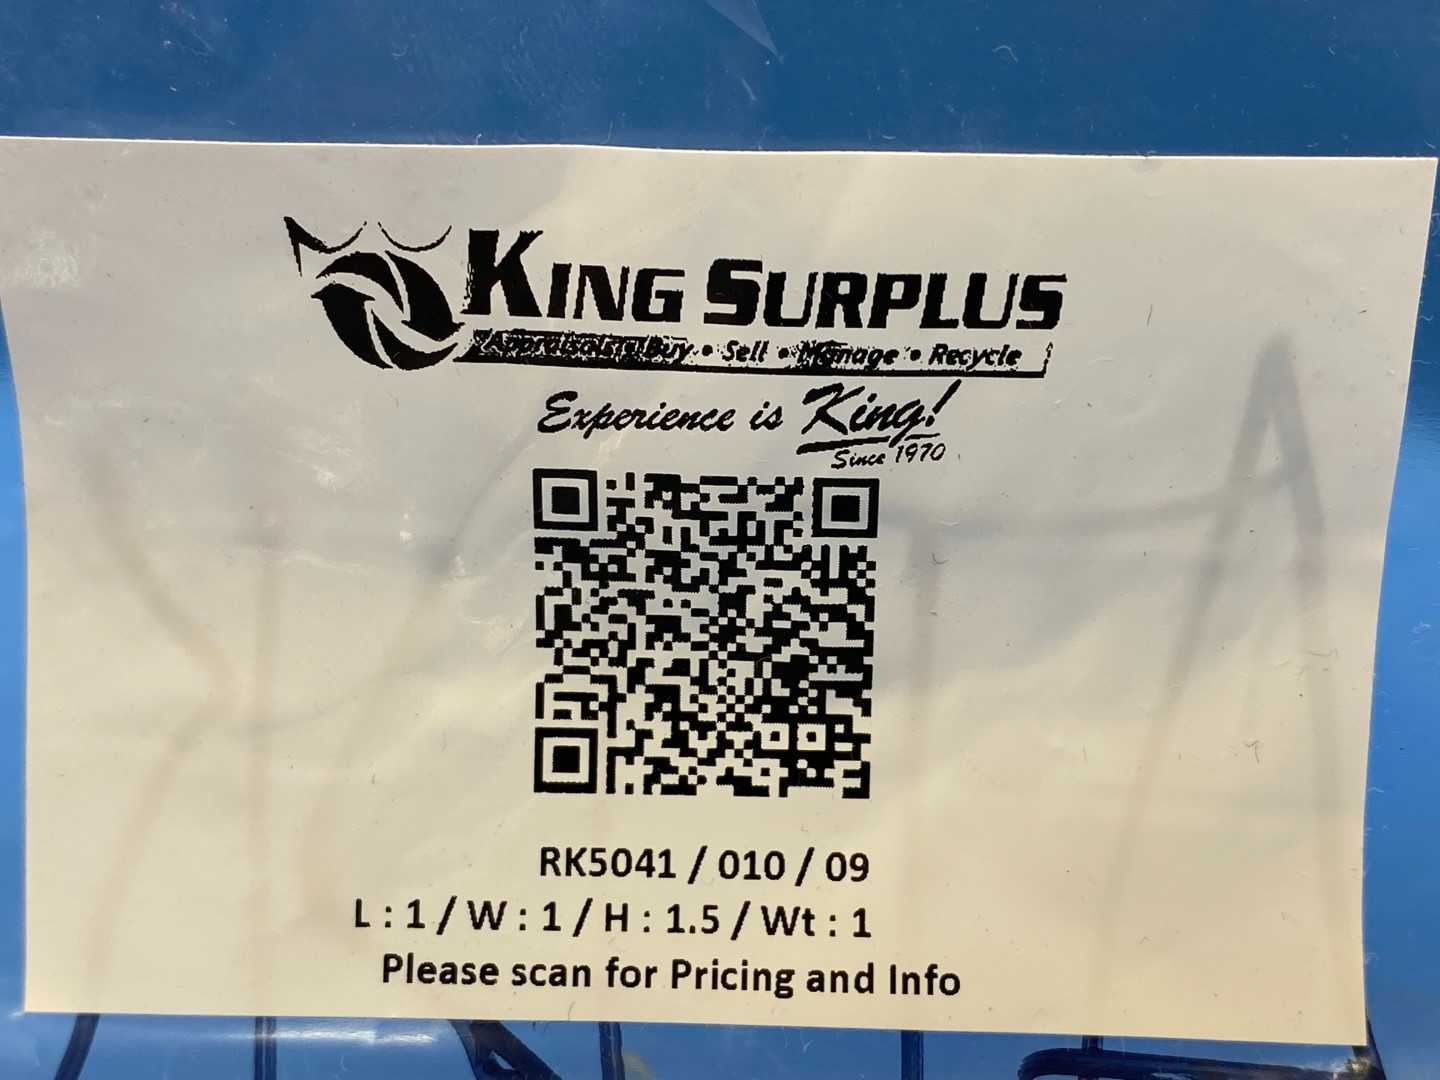 KING SURPLUS
Appraisals • Buy • Sell • Manage • Recycle
Experience is King!
Since 1970
RK5041 / 010 / 09
L : 1 / W : 1 / H : 1.5 / Wt : 1
Please scan for Pricing and Info